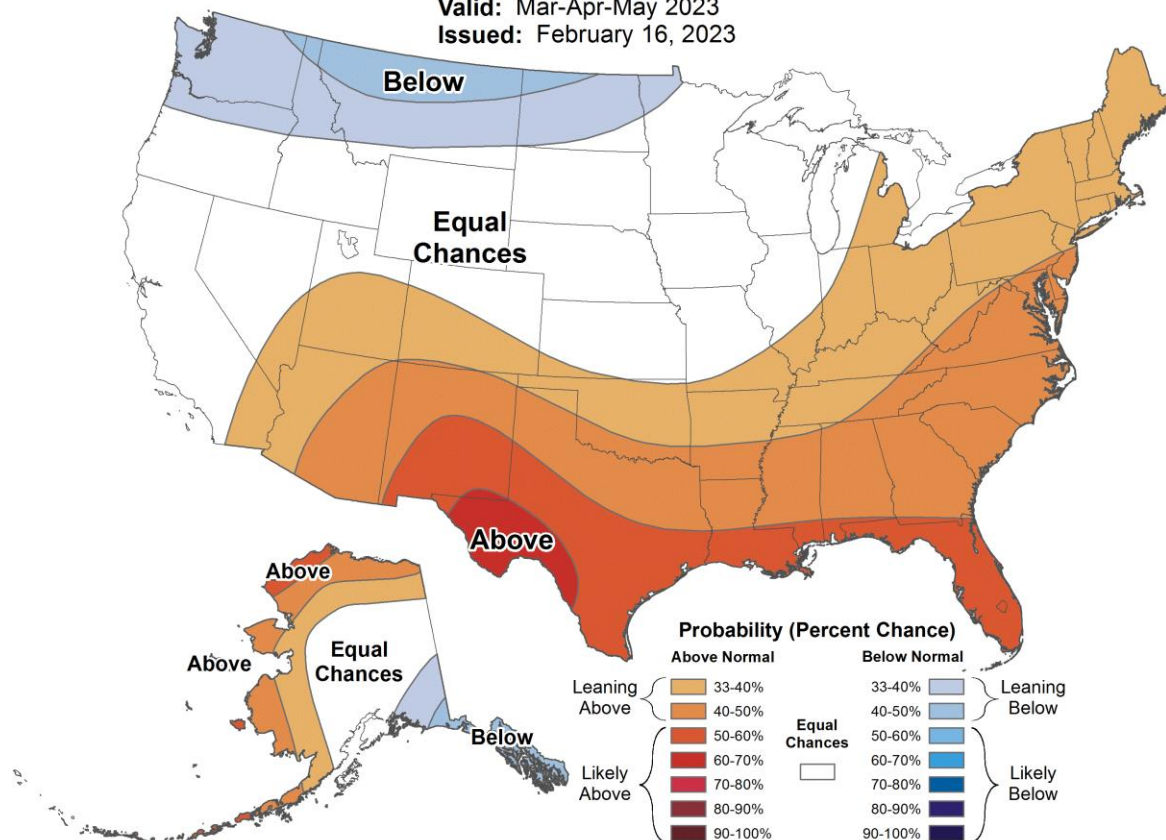 Valid: Mar-Apr-May 2023
Issued: February 16, 2023
Below
Equal
Chances
Above
Above
Above
Equal
Chances
Below
Probability (Percent Chance)
Above Normal
Below Normal
Leaning
Above
33-40%
40-50%
Likely
Above
50-60%
60-70%
70-80%
80-90%
90-100%
Equal
Chances
33-40%
40-50%
Leaning
Below
50-60%
60-70%
70-80%
80-90%
90-100%
Likely
Below